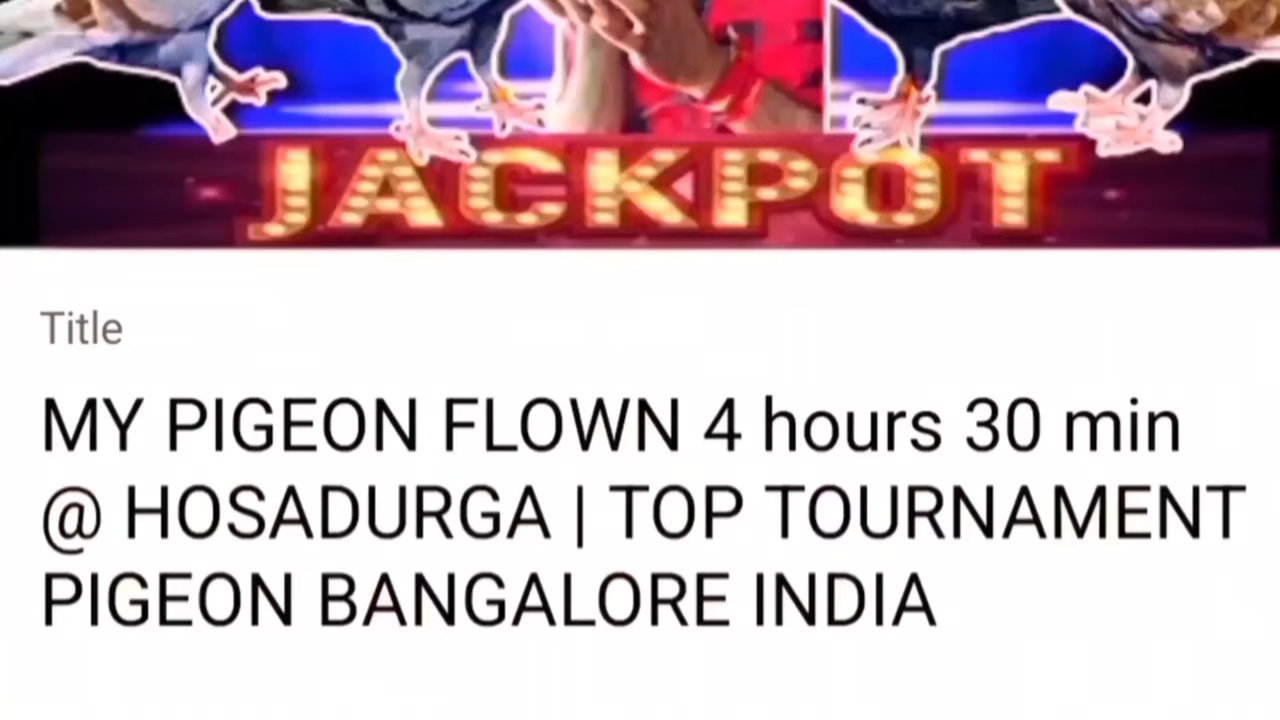 JACKPOT
Title
MY PIGEON FLOWN 4 hours 30 min
@ HOSADURGA | TOP TOURNAMENT
PIGEON BANGALORE INDIA